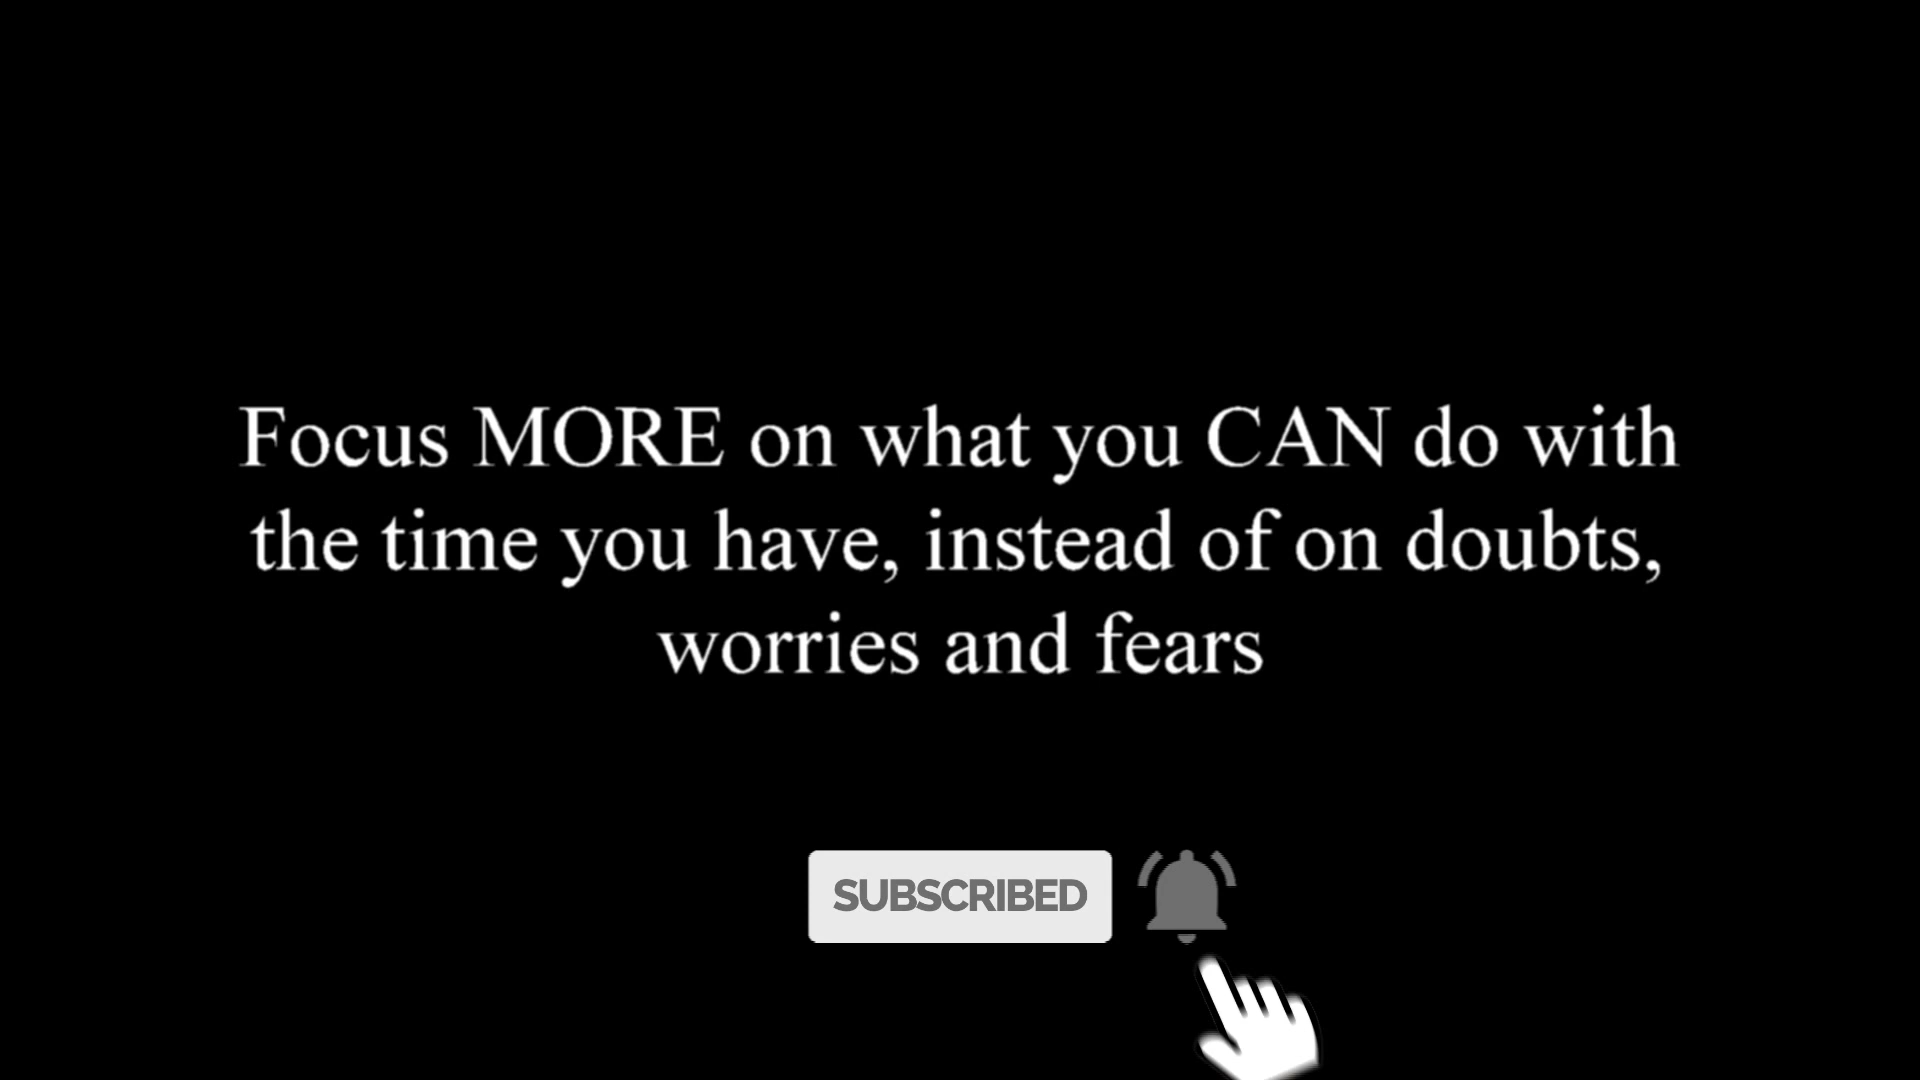 Focus MORE on what you CAN do with
the time you have, instead of on doubts,
worries and fears
SUBSCRIBED